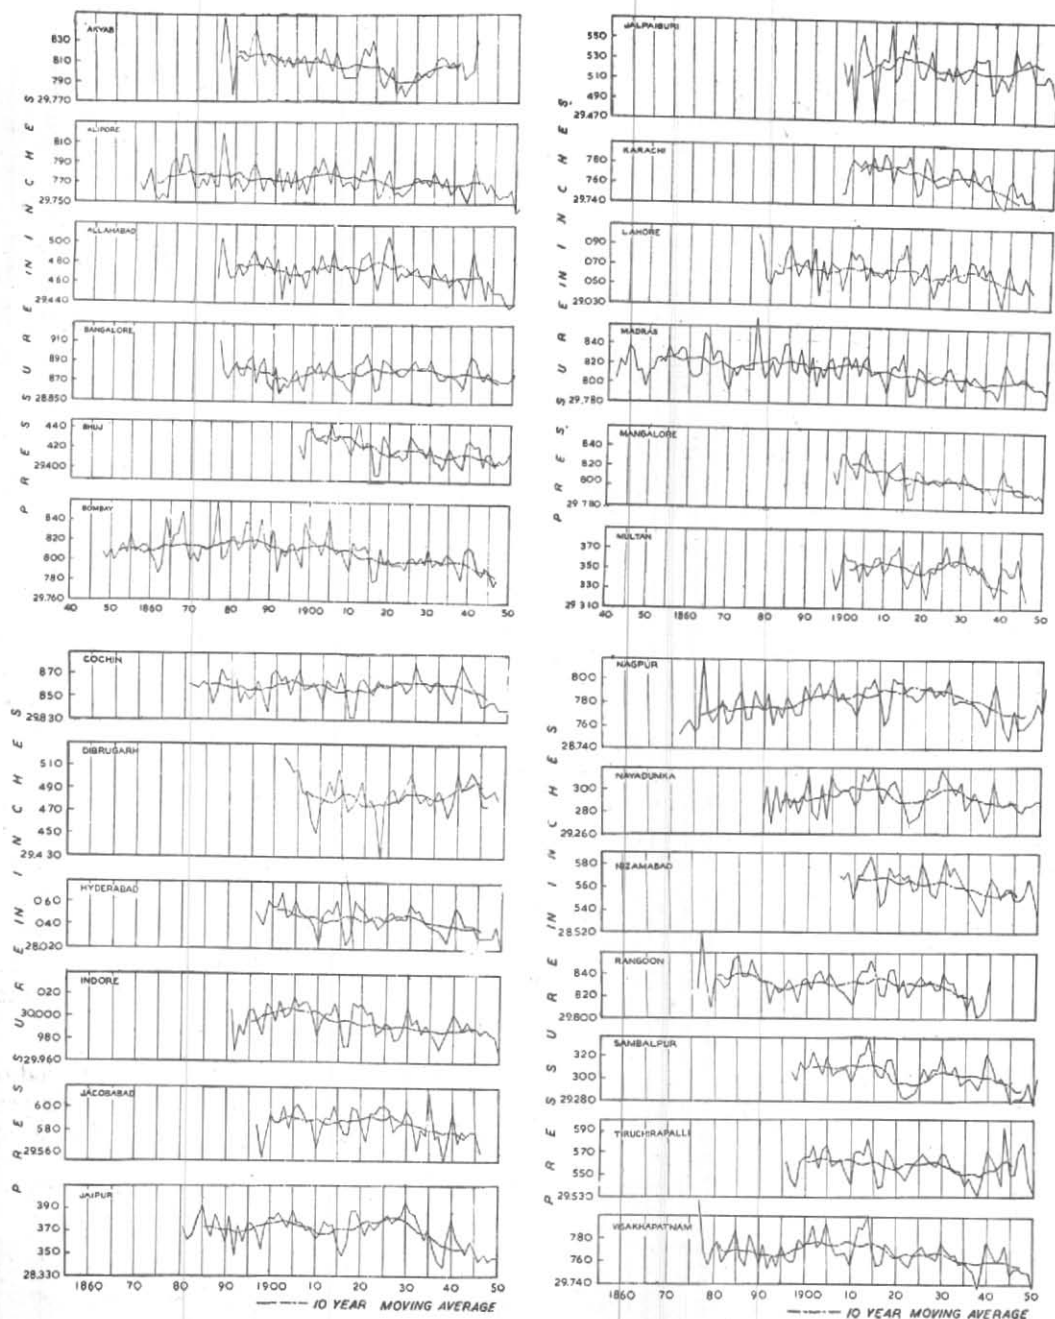 PRESSURE IN INCHES
AKYAB
830
810
790
29.770
ALIPORE
810
790
770
29.750
ALLAHABAD
500
480
460
29.440
BANGALORE
910
890
870
28.850
BHUJ
440
420
29.400
BOMBAY
840
820
800
780
29.760
40 50 1860 70 80 90 1900 10 20 30 40 50
PRESSURE IN INCHES
JALPAIGURI
550
530
510
490
29.470
KARACHI
780
760
29.740
LAHORE
090
070
050
29.030
MADRAS
840
820
800
29.780
MANGALORE
840
820
800
29.780
MULTAN
370
350
330
29.310
40 50 1860 70 80 90 1900 10 20 30 40 50
PRESSURE IN INCHES
COCHIN
870
850
29.830
DIBRUGARH
510
490
470
450
29.430
HYDERABAD
060
040
28.020
INDORE
020
30.000
980
29.960
JACOBABAD
600
580
29.560
JAIPUR
390
370
350
28.330
1860 70 80 90 1900 10 20 30 40 50
10 YEAR MOVING AVERAGE
PRESSURE IN INCHES
NAGPUR
800
780
760
28.740
NAYADUMKA
300
280
29.260
NIZAMABAD
580
560
540
28.520
RANGOON
840
820
29.800
SAMBALPUR
320
300
29.280
TIRUCHIRAPALLI
590
570
550
29.530
VISAKHAPATNAM
780
760
29.740
1860 70 80 90 1900 10 20 30 40 50
10 YEAR MOVING AVERAGE